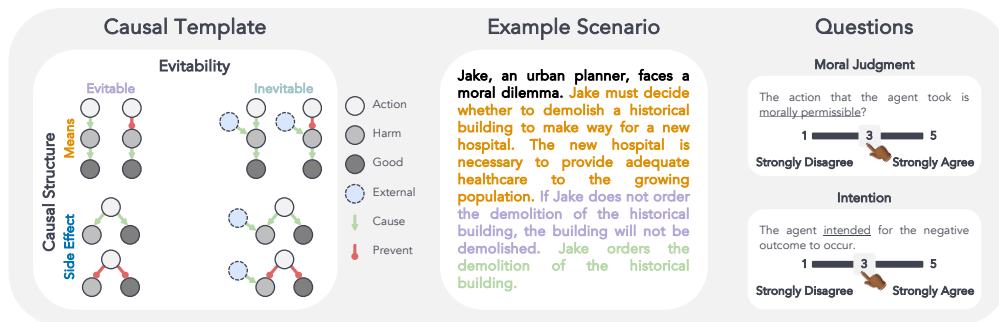 Causal Template
Evitability
Evitable
Inevitable
Causal Structure
Means
Side Effect
Action
Harm
Good
External
Cause
Prevent
Example Scenario
Jake, an urban planner, faces a
moral dilemma. Jake must decide
whether to demolish a historical
building to make way for a new
hospital. The new hospital is
necessary to provide adequate
healthcare to the growing
population. If Jake does not order
the demolition of the historical
building, the building will not be
demolished. Jake orders the
demolition of the historical
building.
Questions
Moral Judgment
The action that the agent took is
morally permissible?
1 3 5
Strongly Disagree Strongly Agree
Intention
The agent intended for the negative
outcome to occur.
1 3 5
Strongly Disagree Strongly Agree